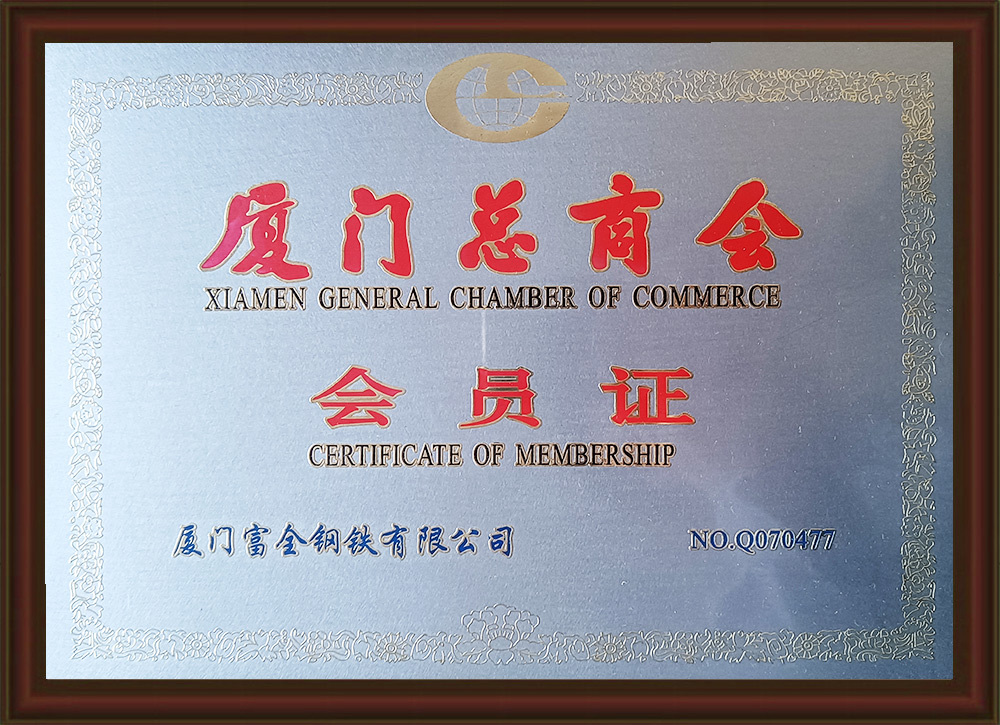 厦门总商会
XIAMEN GENERAL CHAMBER OF COMMERCE
会员证
CERTIFICATE OF MEMBERSHIP
厦门富全钢铁有限公司 NO.Q070477